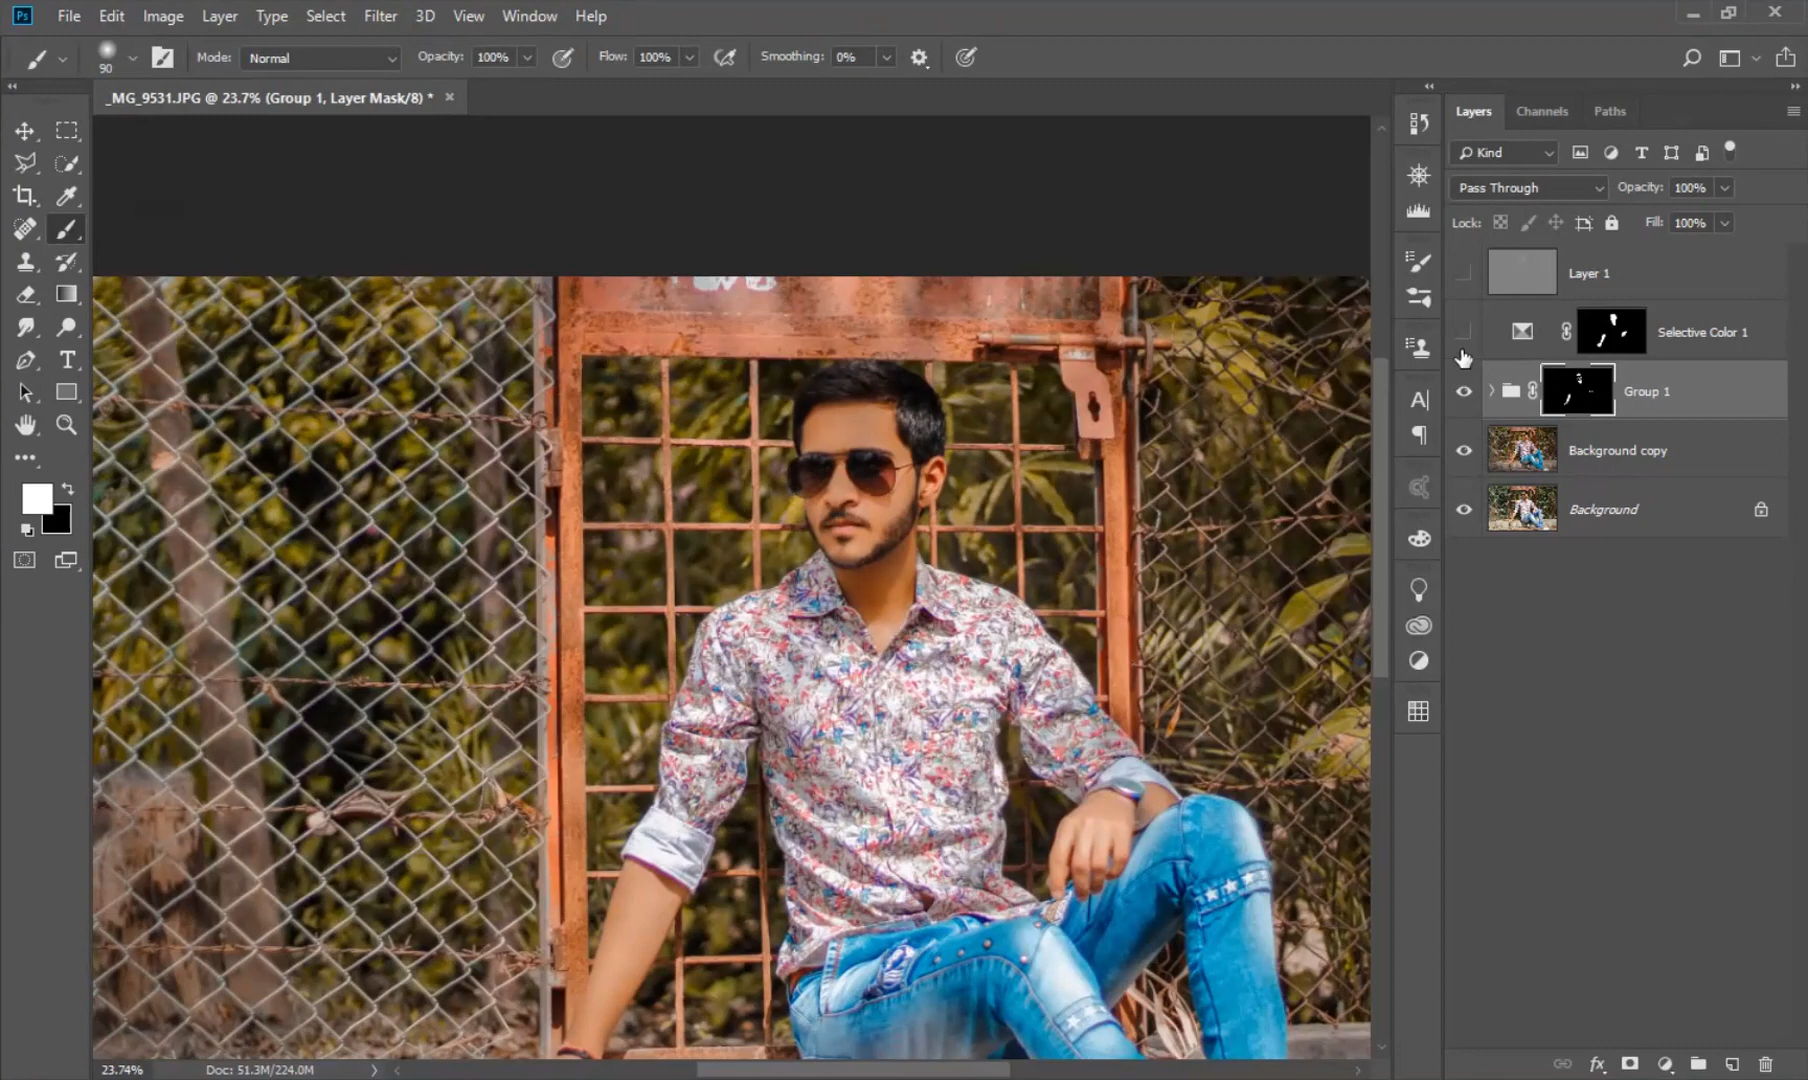 Ps File Edit Image Layer Type Select Filter 3D View Window Help
90 Mode: Normal Opacity: 100% Flow: 100% Smoothing: 0%
_MG_9531.JPG @ 23.7% (Group 1, Layer Mask/8) *
Layers Channels Paths
Kind
Pass Through Opacity: 100%
Lock: Fill: 100%
Layer 1
Selective Color 1
Group 1
Background copy
Background
23.74% Doc: 51.3M/224.0M